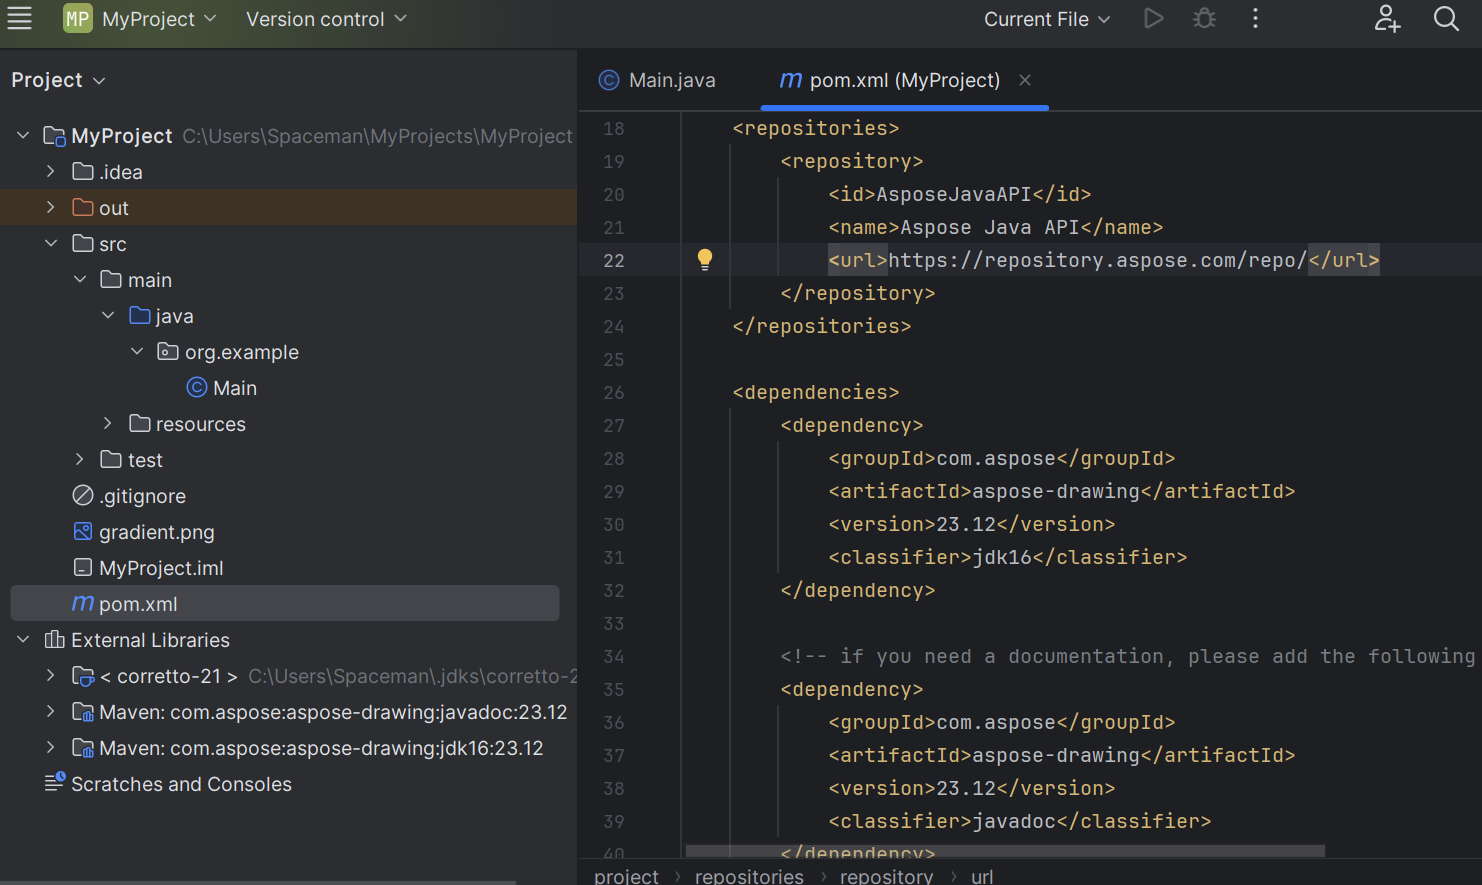 MP MyProject Version control Current File
Project
MyProject C:\Users\Spaceman\MyProjects\MyProject
.idea
out
src
main
java
org.example
Main
resources
test
.gitignore
gradient.png
MyProject.iml
pom.xml
External Libraries
< corretto-21 > C:\Users\Spaceman\.jdks\corretto-2
Maven: com.aspose:aspose-drawing:javadoc:23.12
Maven: com.aspose:aspose-drawing:jdk16:23.12
Scratches and Consoles
Main.java pom.xml (MyProject)
18 <repositories>
19 <repository>
20 <id>AsposeJavaAPI</id>
21 <name>Aspose Java API</name>
22 <url>https://repository.aspose.com/repo/</url>
23 </repository>
24 </repositories>
25
26 <dependencies>
27 <dependency>
28 <groupId>com.aspose</groupId>
29 <artifactId>aspose-drawing</artifactId>
30 <version>23.12</version>
31 <classifier>jdk16</classifier>
32 </dependency>
33
34 <!-- if you need a documentation, please add the following
35 <dependency>
36 <groupId>com.aspose</groupId>
37 <artifactId>aspose-drawing</artifactId>
38 <version>23.12</version>
39 <classifier>javadoc</classifier>
40 </dependency>
project > repositories > repository > url